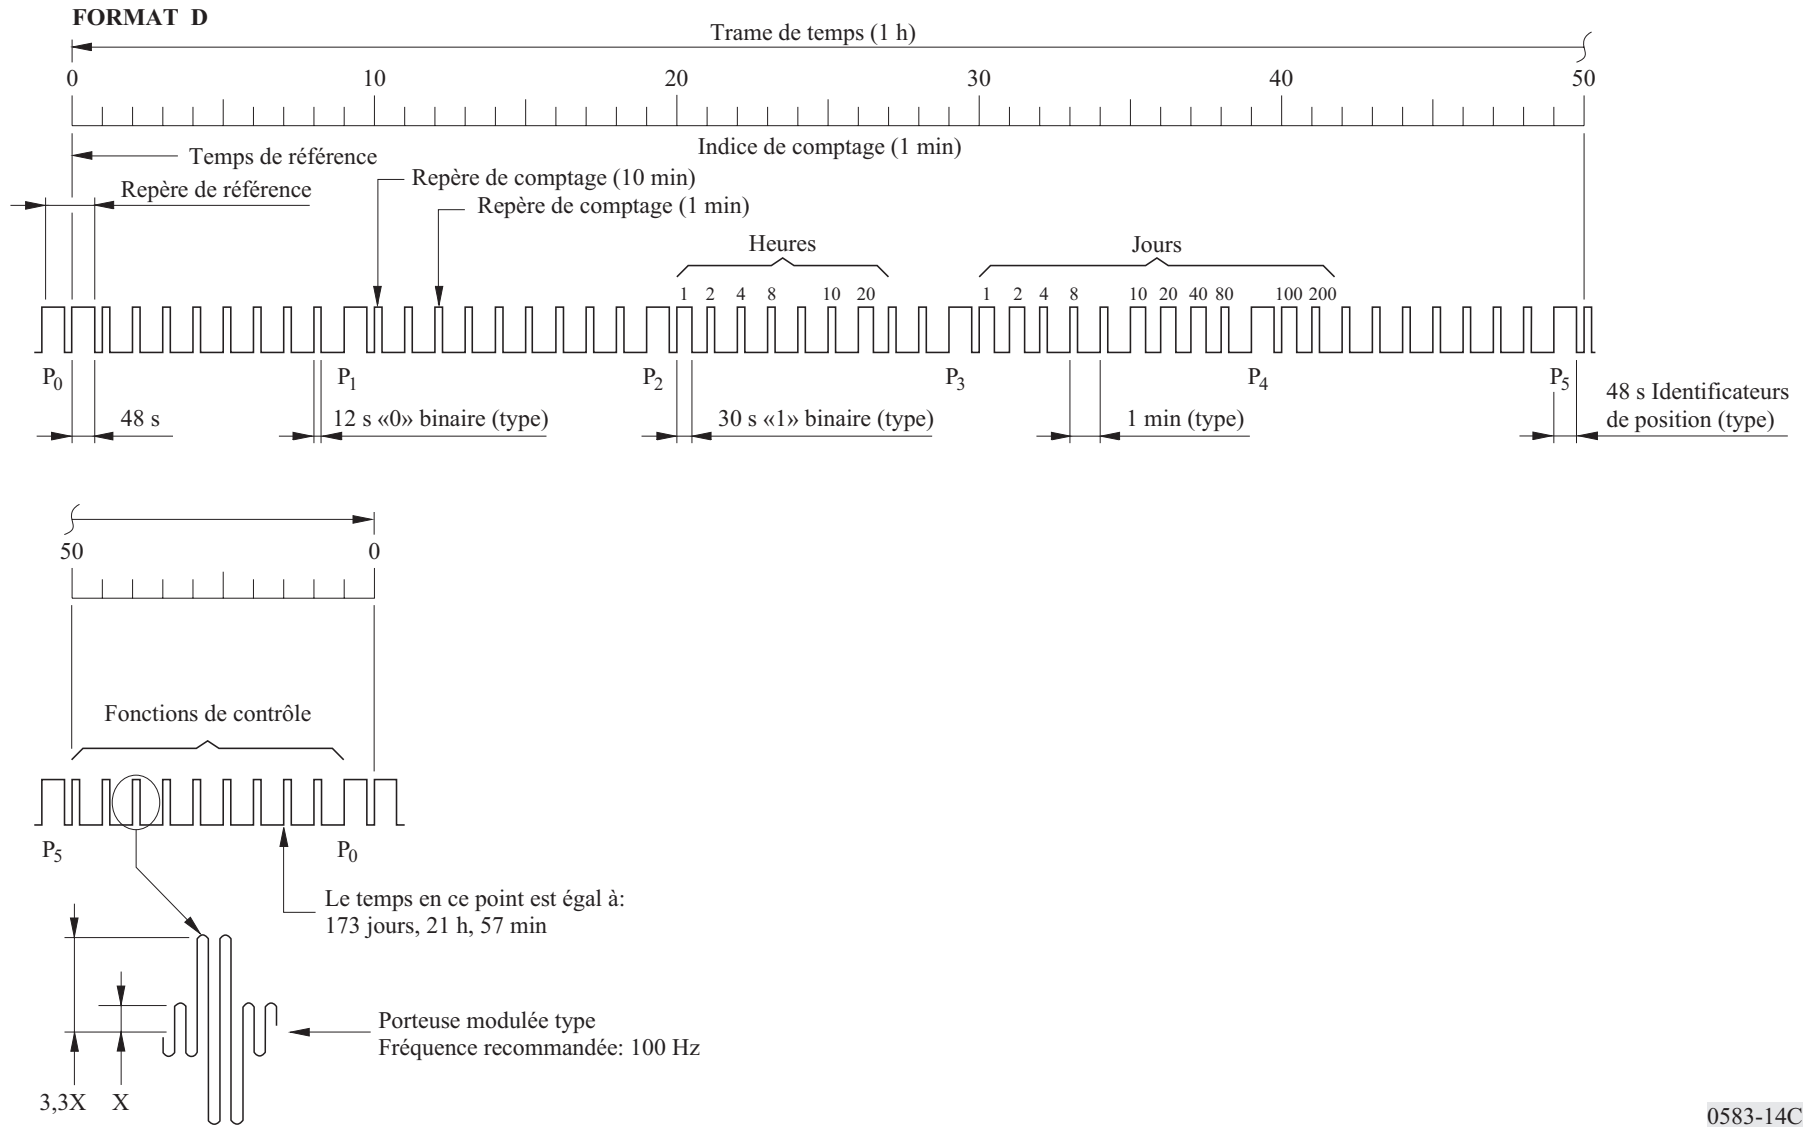 FORMAT D
Trame de temps (1 h)
0 10 20 30 40 50
Indice de comptage (1 min)
Temps de référence
Repère de référence
Repère de comptage (10 min)
Repère de comptage (1 min)
Heures
Jours
1 2 4 8 10 20
1 2 4 8 10 20 40 80 100 200
P0 P1 P2 P3 P4 P5
48 s
12 s «0» binaire (type)
30 s «1» binaire (type)
1 min (type)
48 s Identificateurs
de position (type)
50 0
Fonctions de contrôle
P5 P0
Le temps en ce point est égal à:
173 jours, 21 h, 57 min
Porteuse modulée type
Fréquence recommandée: 100 Hz
3,3X X
0583-14C